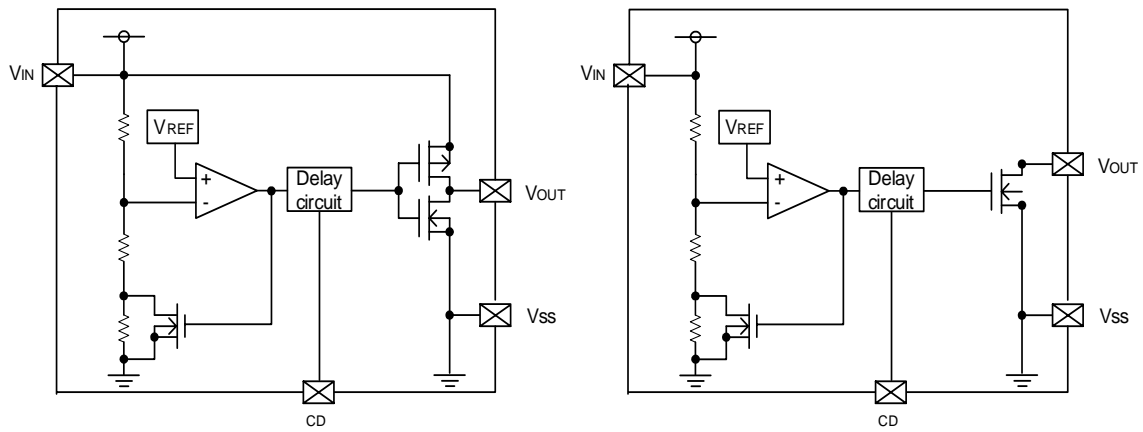 VIN
VREF
+
-
Delay
circuit
VOUT
VSS
CD
VIN
VREF
+
-
Delay
circuit
VOUT
VSS
CD